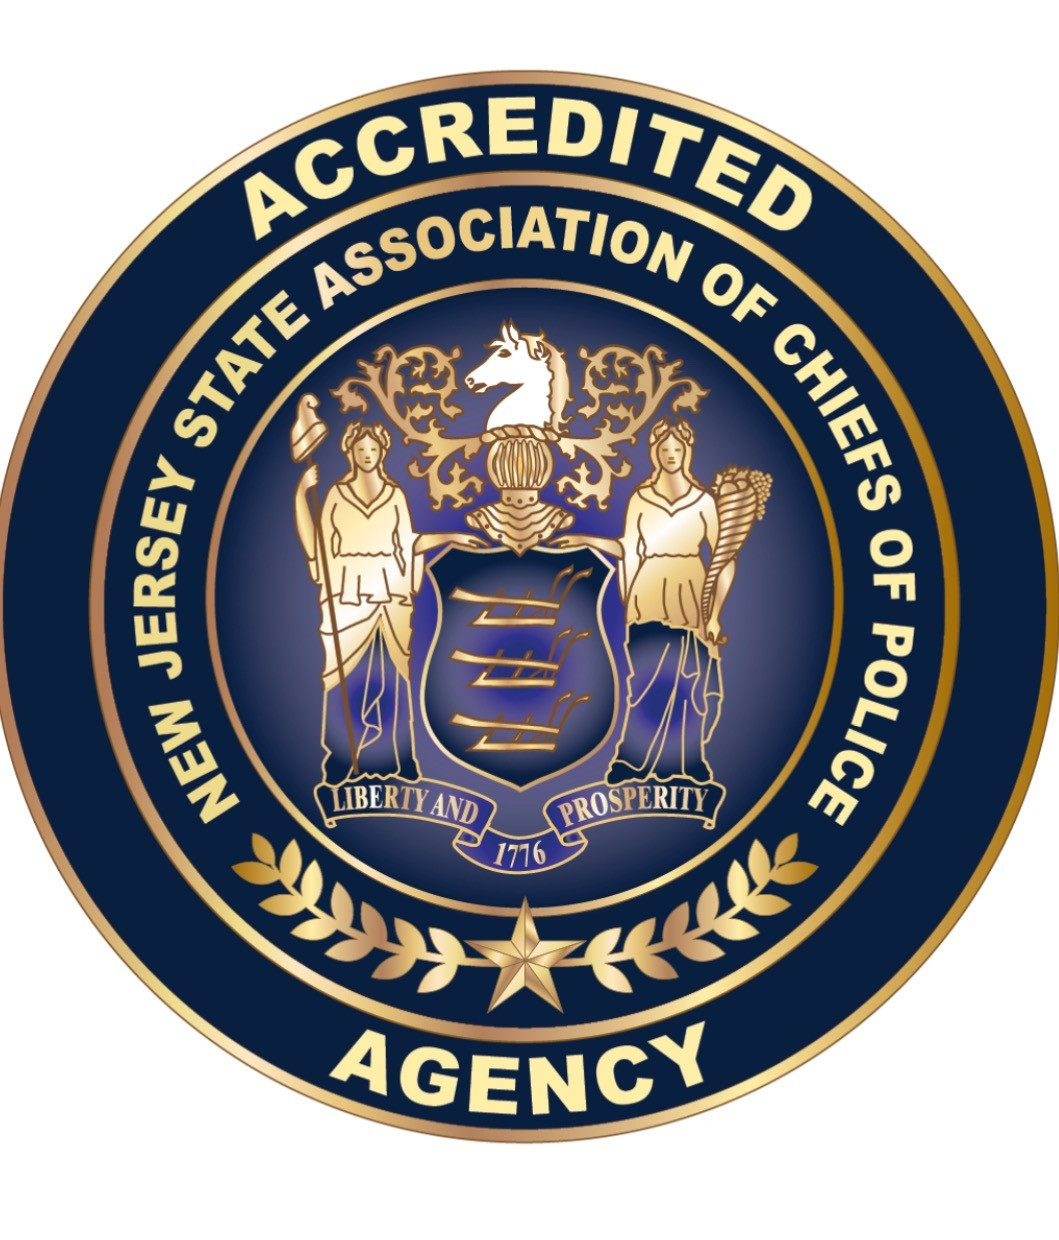 ACCREDITED
NEW JERSEY STATE ASSOCIATION OF CHIEFS OF POLICE
LIBERTY AND PROSPERITY
1776
AGENCY